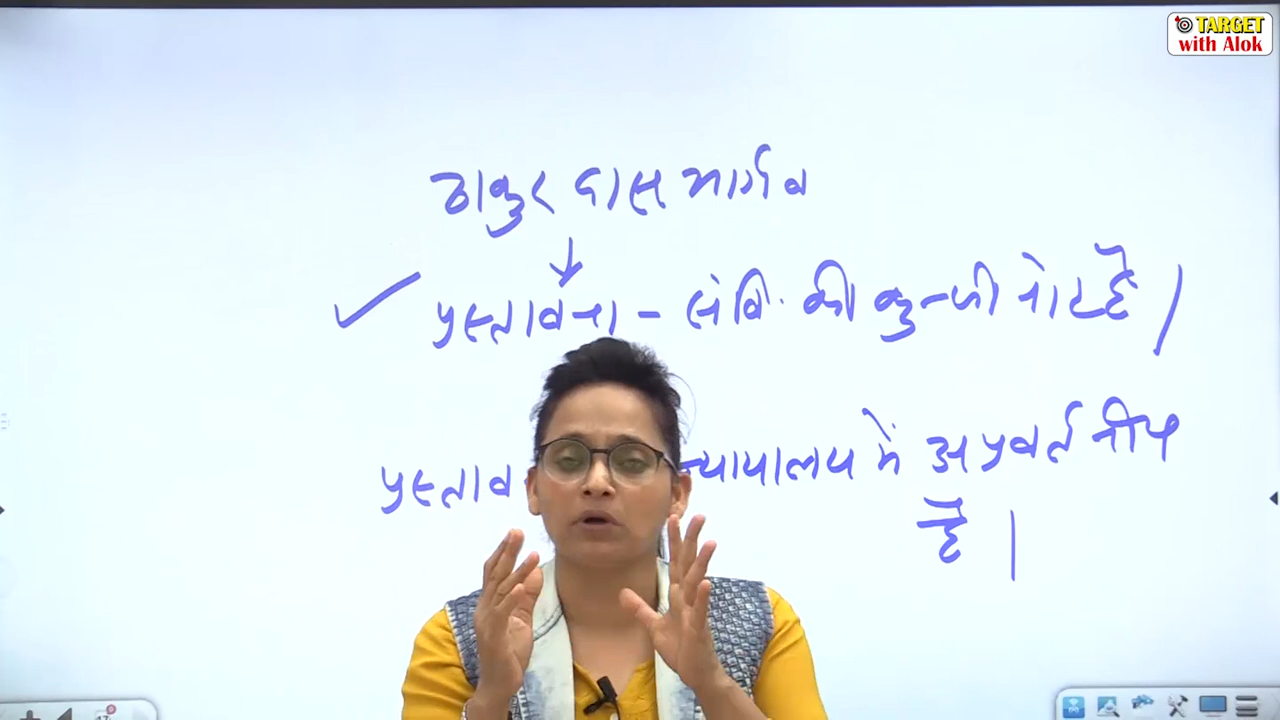 TARGET
with Alok
ठाकुर दास भार्गव
प्रस्तावना - संवि. की कुन्जी नोट है।
प्रस्ताव न्यायालय में अप्रवर्तनीय
है।